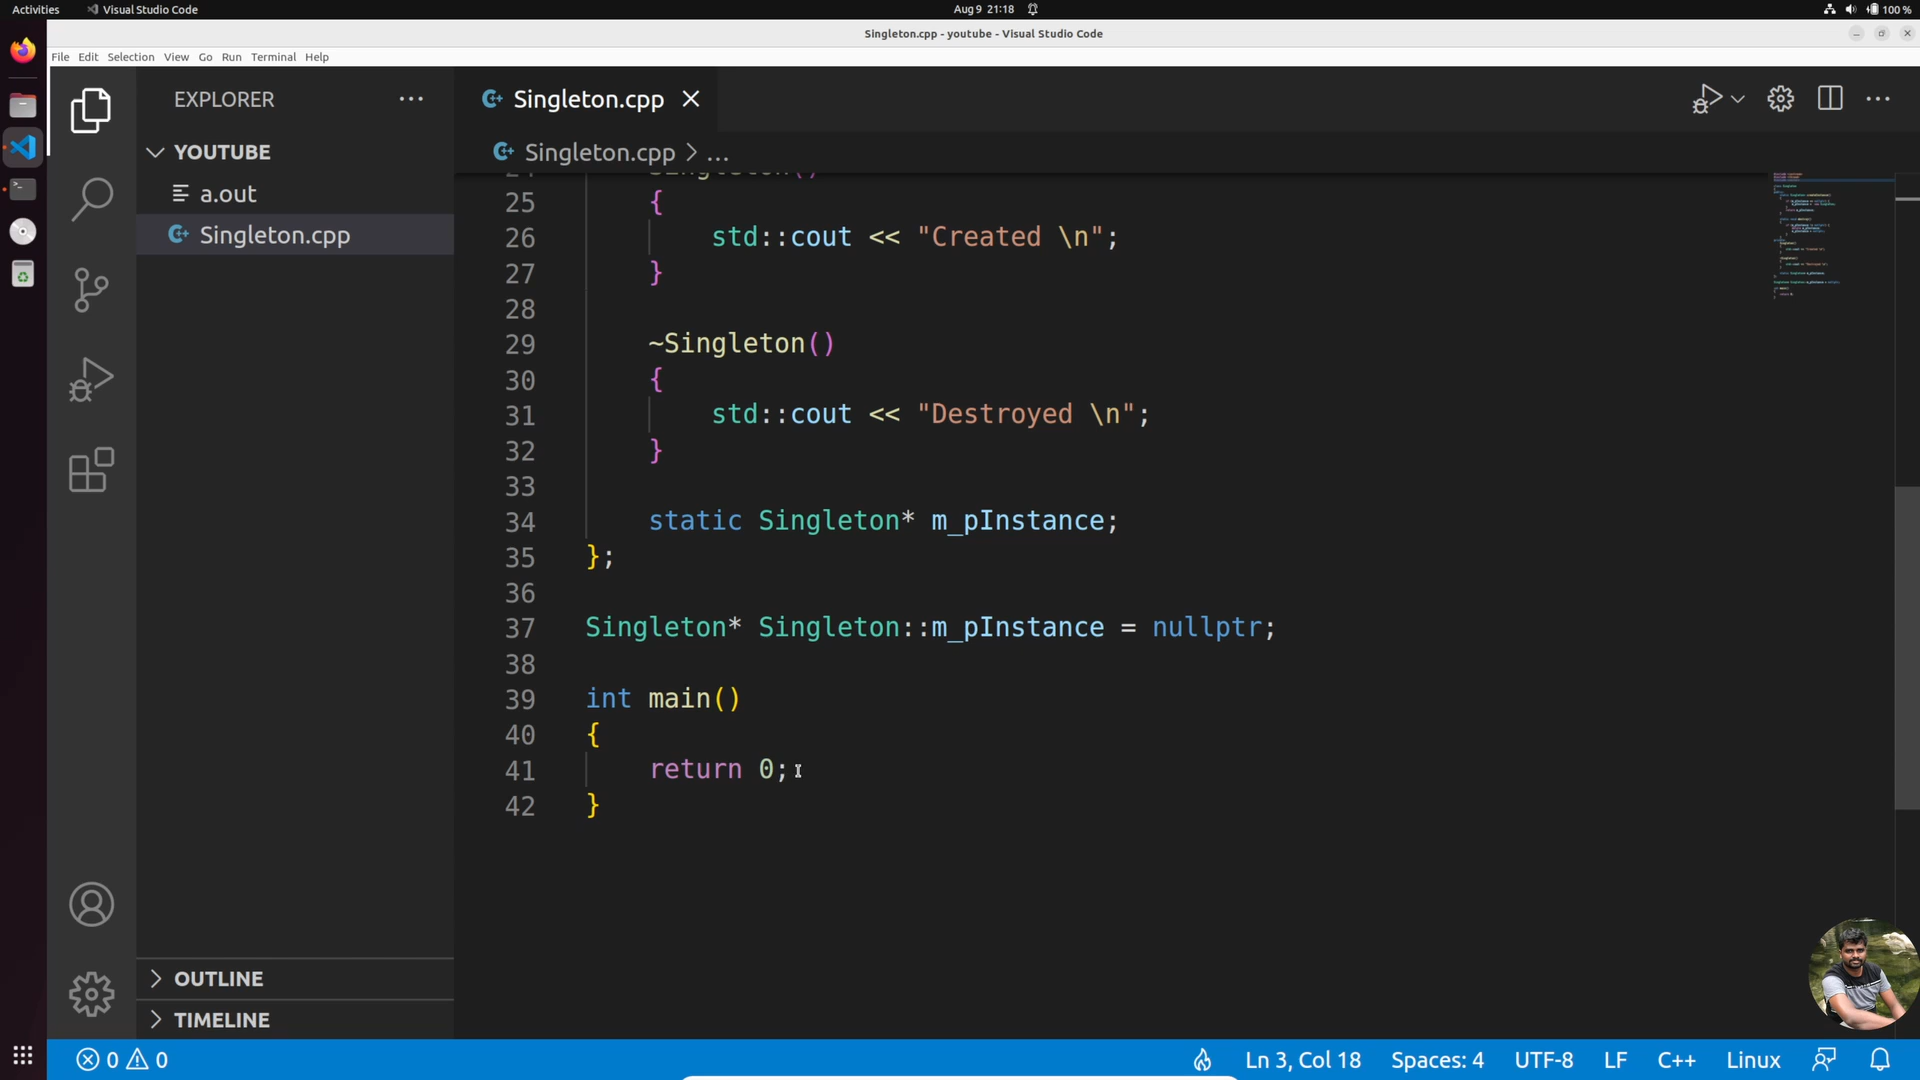 Activities
Visual Studio Code
Aug 9 21:18
100 %
Singleton.cpp - youtube - Visual Studio Code
File Edit Selection View Go Run Terminal Help
EXPLORER
Singleton.cpp
YOUTUBE
Singleton.cpp > ...
a.out
Singleton.cpp
24 Singleton()
25 {
26 std::cout << "Created \n";
27 }
28
29 ~Singleton()
30 {
31 std::cout << "Destroyed \n";
32 }
33
34 static Singleton* m_pInstance;
35 };
36
37 Singleton* Singleton::m_pInstance = nullptr;
38
39 int main()
40 {
41 return 0;
42 }
OUTLINE
TIMELINE
0 0
Ln 3, Col 18 Spaces: 4 UTF-8 LF C++ Linux